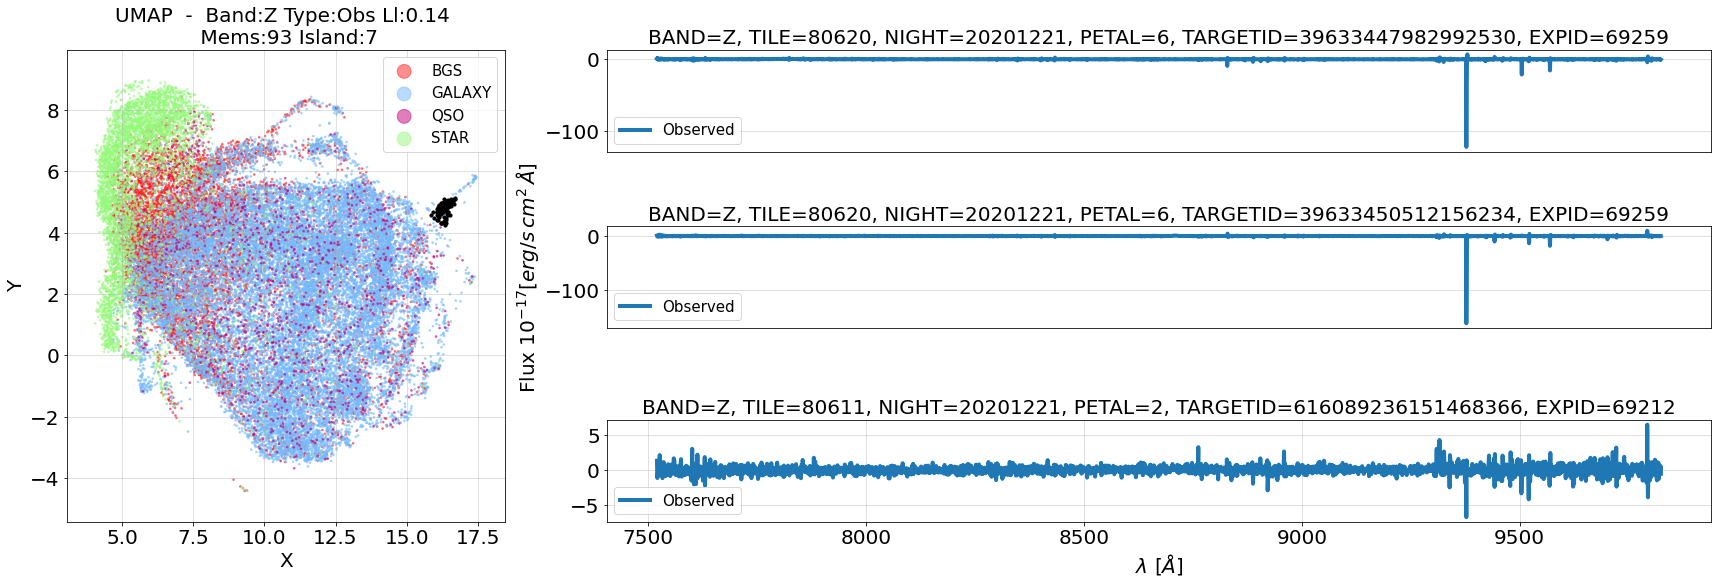 UMAP - Band:Z Type:Obs Ll:0.14
Mems:93 Island:7
BGS
GALAXY
QSO
STAR
8
6
4
2
0
−2
−4
Y
5.0 7.5 10.0 12.5 15.0 17.5
X
Flux 10^{-17}[erg/s cm^2 Å]
BAND=Z, TILE=80620, NIGHT=20201221, PETAL=6, TARGETID=39633447982992530, EXPID=69259
0
−100
Observed
BAND=Z, TILE=80620, NIGHT=20201221, PETAL=6, TARGETID=39633450512156234, EXPID=69259
0
−100
Observed
BAND=Z, TILE=80611, NIGHT=20201221, PETAL=2, TARGETID=616089236151468366, EXPID=69212
5
0
−5
Observed
7500 8000 8500 9000 9500
λ [Å]